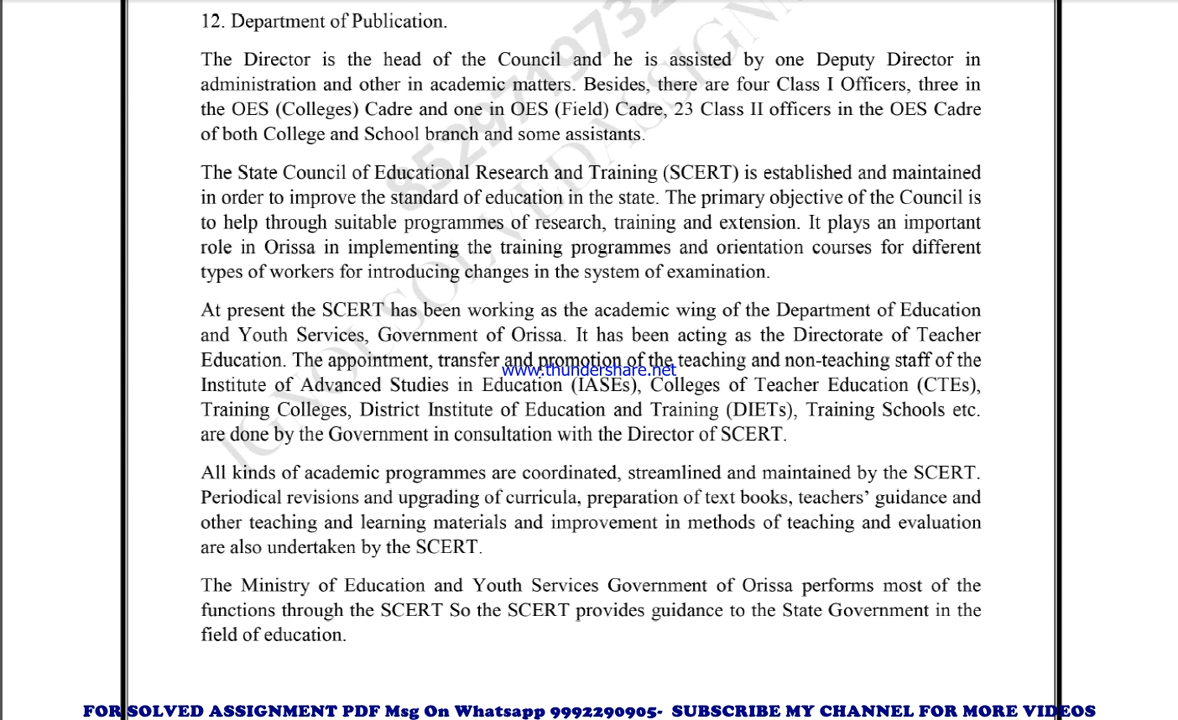 12. Department of Publication.
The Director is the head of the Council and he is assisted by one Deputy Director in
administration and other in academic matters. Besides, there are four Class I Officers, three in
the OES (Colleges) Cadre and one in OES (Field) Cadre, 23 Class II officers in the OES Cadre
of both College and School branch and some assistants.
The State Council of Educational Research and Training (SCERT) is established and maintained
in order to improve the standard of education in the state. The primary objective of the Council is
to help through suitable programmes of research, training and extension. It plays an important
role in Orissa in implementing the training programmes and orientation courses for different
types of workers for introducing changes in the system of examination.
At present the SCERT has been working as the academic wing of the Department of Education
and Youth Services, Government of Orissa. It has been acting as the Directorate of Teacher
Education. The appointment, transfer and promotion of the teaching and non-teaching staff of the
www.thundershare.net
Institute of Advanced Studies in Education (IASEs), Colleges of Teacher Education (CTEs),
Training Colleges, District Institute of Education and Training (DIETs), Training Schools etc.
are done by the Government in consultation with the Director of SCERT.
All kinds of academic programmes are coordinated, streamlined and maintained by the SCERT.
Periodical revisions and upgrading of curricula, preparation of text books, teachers' guidance and
other teaching and learning materials and improvement in methods of teaching and evaluation
are also undertaken by the SCERT.
The Ministry of Education and Youth Services Government of Orissa performs most of the
functions through the SCERT So the SCERT provides guidance to the State Government in the
field of education.
IGNOU SOLVED ASSIGN
852971973
FOR SOLVED ASSIGNMENT PDF Msg On Whatsapp 9992290905- SUBSCRIBE MY CHANNEL FOR MORE VIDEOS